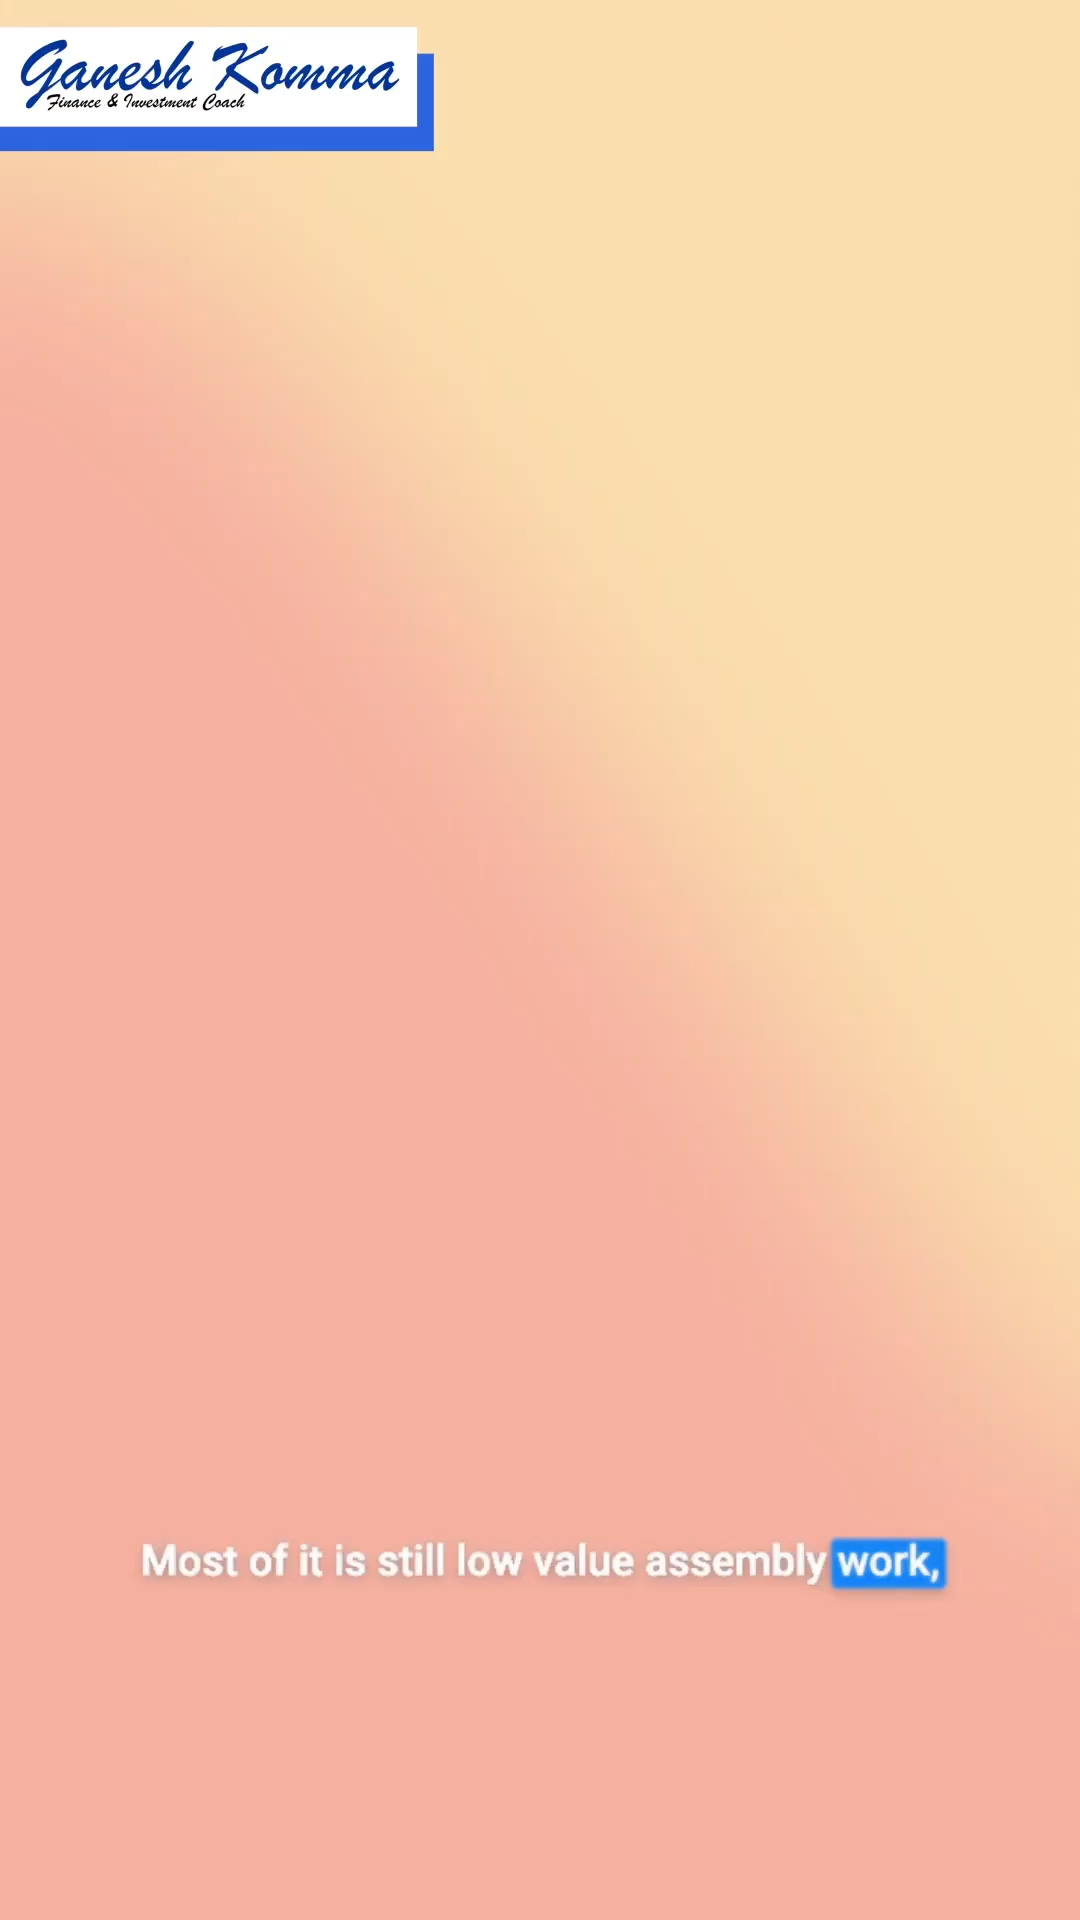 Ganesh Komma
Finance & Investment Coach
Most of it is still low value assembly work,